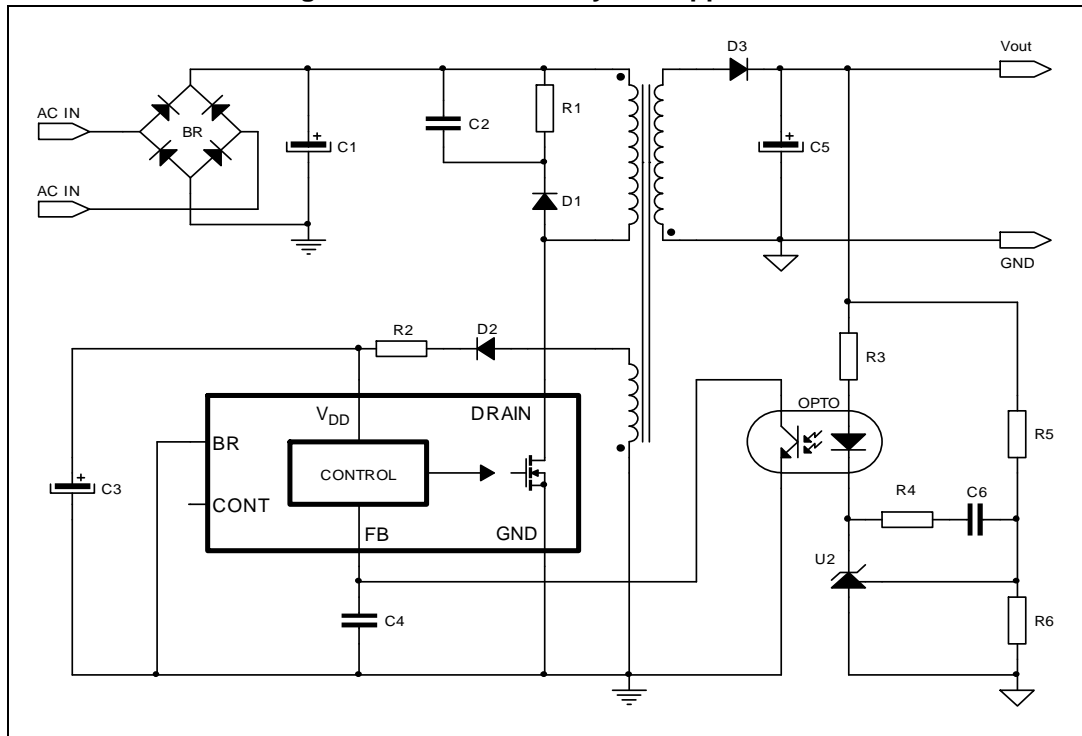 D3
Vout
AC IN
BR
AC IN
C1
C2
R1
D1
C5
GND
R2
D2
R3
OPTO
R5
VDD
DRAIN
BR
CONTROL
C3
CONT
FB
GND
R4
C6
U2
C4
R6